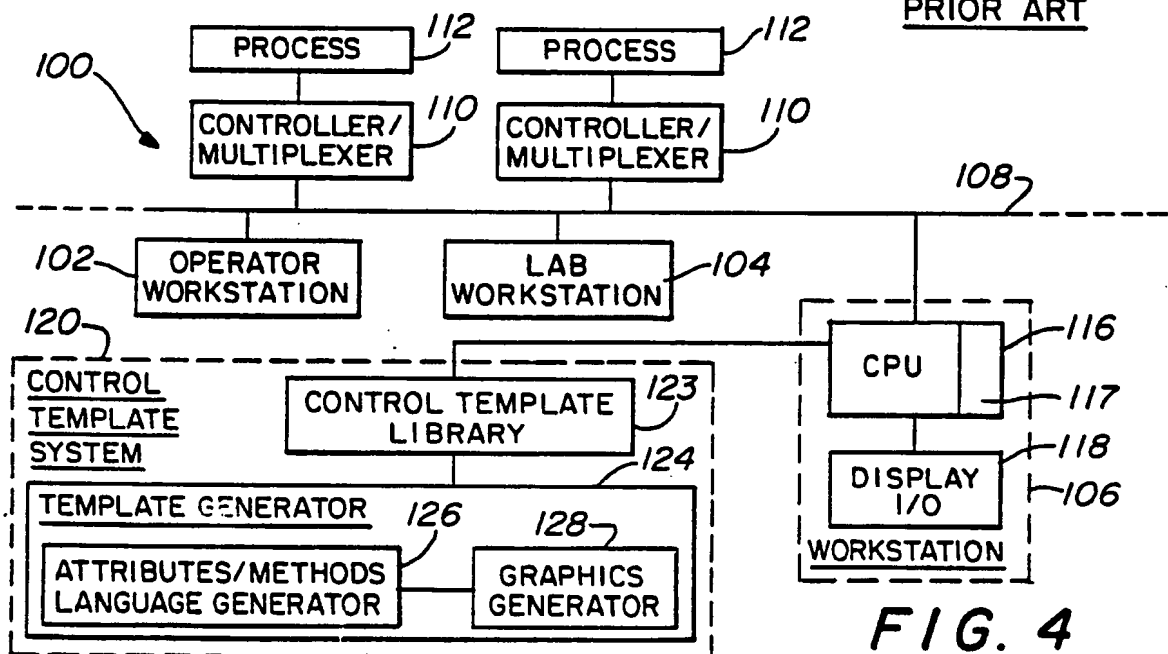 PRIOR ART
112
112
PROCESS
PROCESS
100
110
110
CONTROLLER/
MULTIPLEXER
CONTROLLER/
MULTIPLEXER
108
102
OPERATOR
WORKSTATION
LAB
WORKSTATION
104
120
CONTROL
TEMPLATE
SYSTEM
CONTROL TEMPLATE
LIBRARY
123
CPU
116
117
124
TEMPLATE GENERATOR
126
128
ATTRIBUTES/METHODS
LANGUAGE GENERATOR
GRAPHICS
GENERATOR
118
DISPLAY
I/O
106
WORKSTATION
FIG. 4